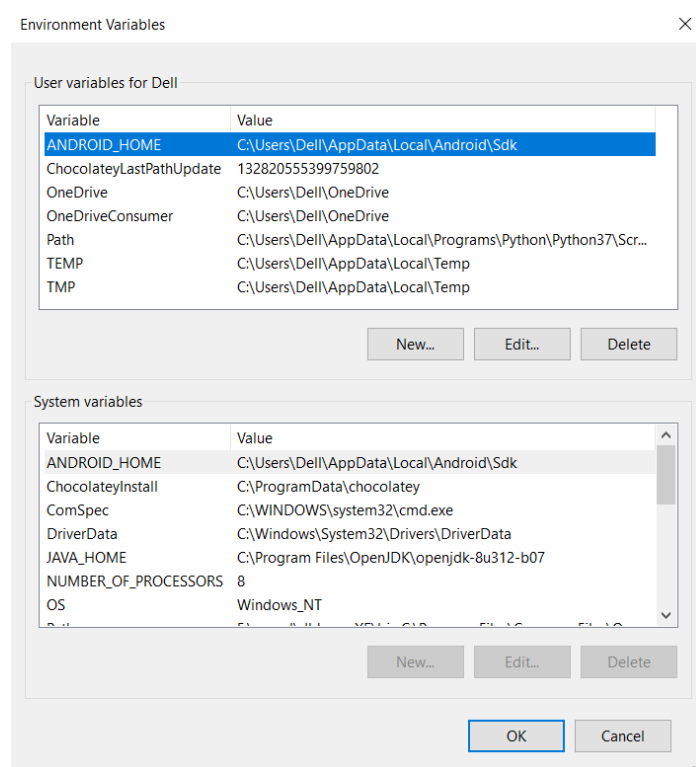 Environment Variables
User variables for Dell
Variable Value
ANDROID_HOME C:\Users\Dell\AppData\Local\Android\Sdk
ChocolateyLastPathUpdate 132820555399759802
OneDrive C:\Users\Dell\OneDrive
OneDriveConsumer C:\Users\Dell\OneDrive
Path C:\Users\Dell\AppData\Local\Programs\Python\Python37\Scr...
TEMP C:\Users\Dell\AppData\Local\Temp
TMP C:\Users\Dell\AppData\Local\Temp
New... Edit... Delete
System variables
Variable Value
ANDROID_HOME C:\Users\Dell\AppData\Local\Android\Sdk
ChocolateyInstall C:\ProgramData\chocolatey
ComSpec C:\WINDOWS\system32\cmd.exe
DriverData C:\Windows\System32\Drivers\DriverData
JAVA_HOME C:\Program Files\OpenJDK\openjdk-8u312-b07
NUMBER_OF_PROCESSORS 8
OS Windows_NT
New... Edit... Delete
OK Cancel